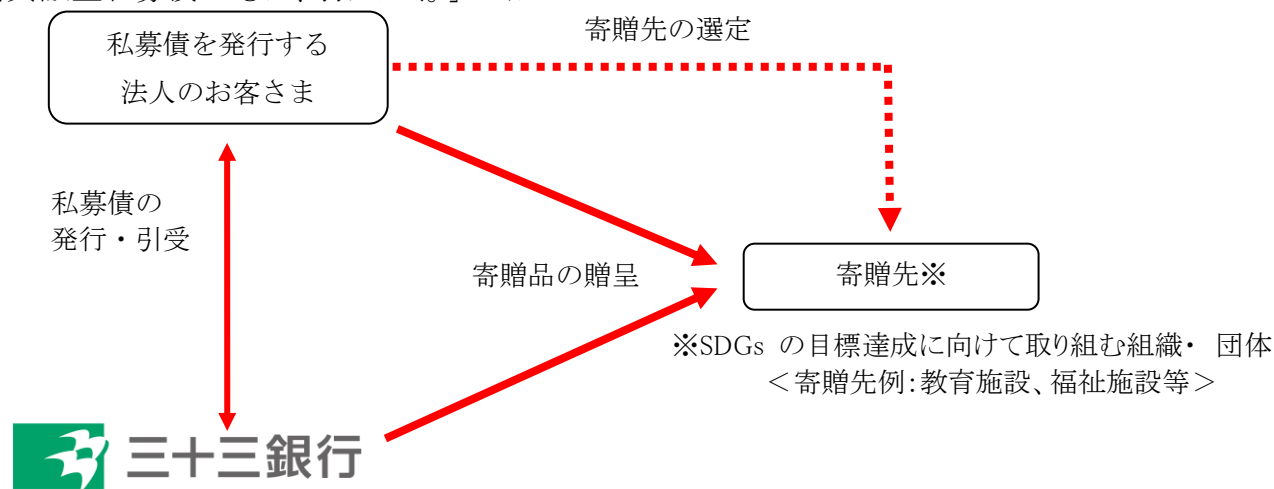 私募債を発行する
法人のお客さま
寄贈先の選定
私募債の
発行・引受
寄贈品の贈呈
寄贈先※
※SDGs の目標達成に向けて取り組む組織・ 団体
＜寄贈先例：教育施設、福祉施設等＞
三十三銀行